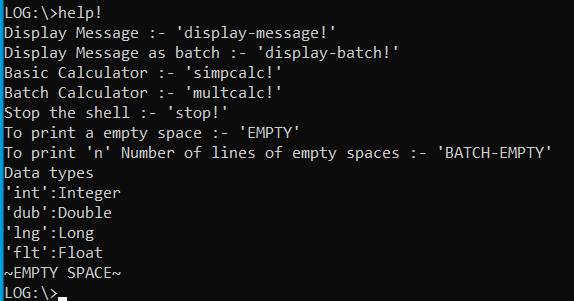 LOG:\>help!
Display Message :- 'display-message!'
Display Message as batch :- 'display-batch!'
Basic Calculator :- 'simpcalc!'
Batch Calculator :- 'multcalc!'
Stop the shell :- 'stop!'
To print a empty space :- 'EMPTY'
To print 'n' Number of lines of empty spaces :- 'BATCH-EMPTY'
Data types
'int':Integer
'dub':Double
'lng':Long
'flt':Float
~EMPTY SPACE~
LOG:\>